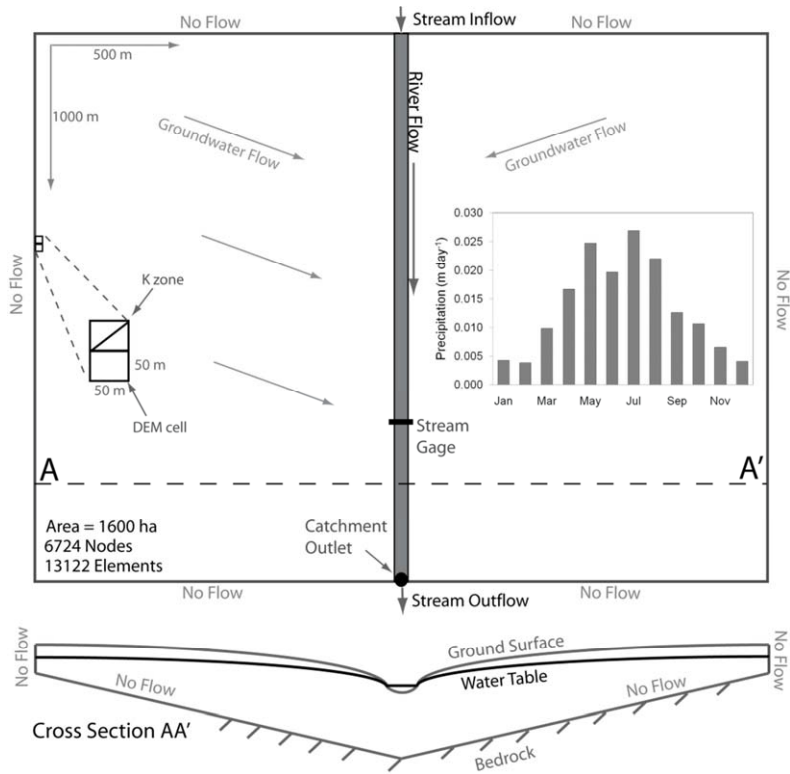 Stream Inflow
No Flow
No Flow
500 m
1000 m
River Flow
Groundwater Flow
Groundwater Flow
No Flow
No Flow
K zone
50 m
50 m
DEM cell
Precipitation (m day-1)
0.030
0.025
0.020
0.015
0.010
0.005
0.000
Jan Mar May Jul Sep Nov
Stream
Gage
A
A'
Area = 1600 ha
6724 Nodes
13122 Elements
Catchment
Outlet
No Flow
No Flow
Stream Outflow
No Flow
No Flow
Ground Surface
Water Table
No Flow
No Flow
Cross Section AA'
Bedrock